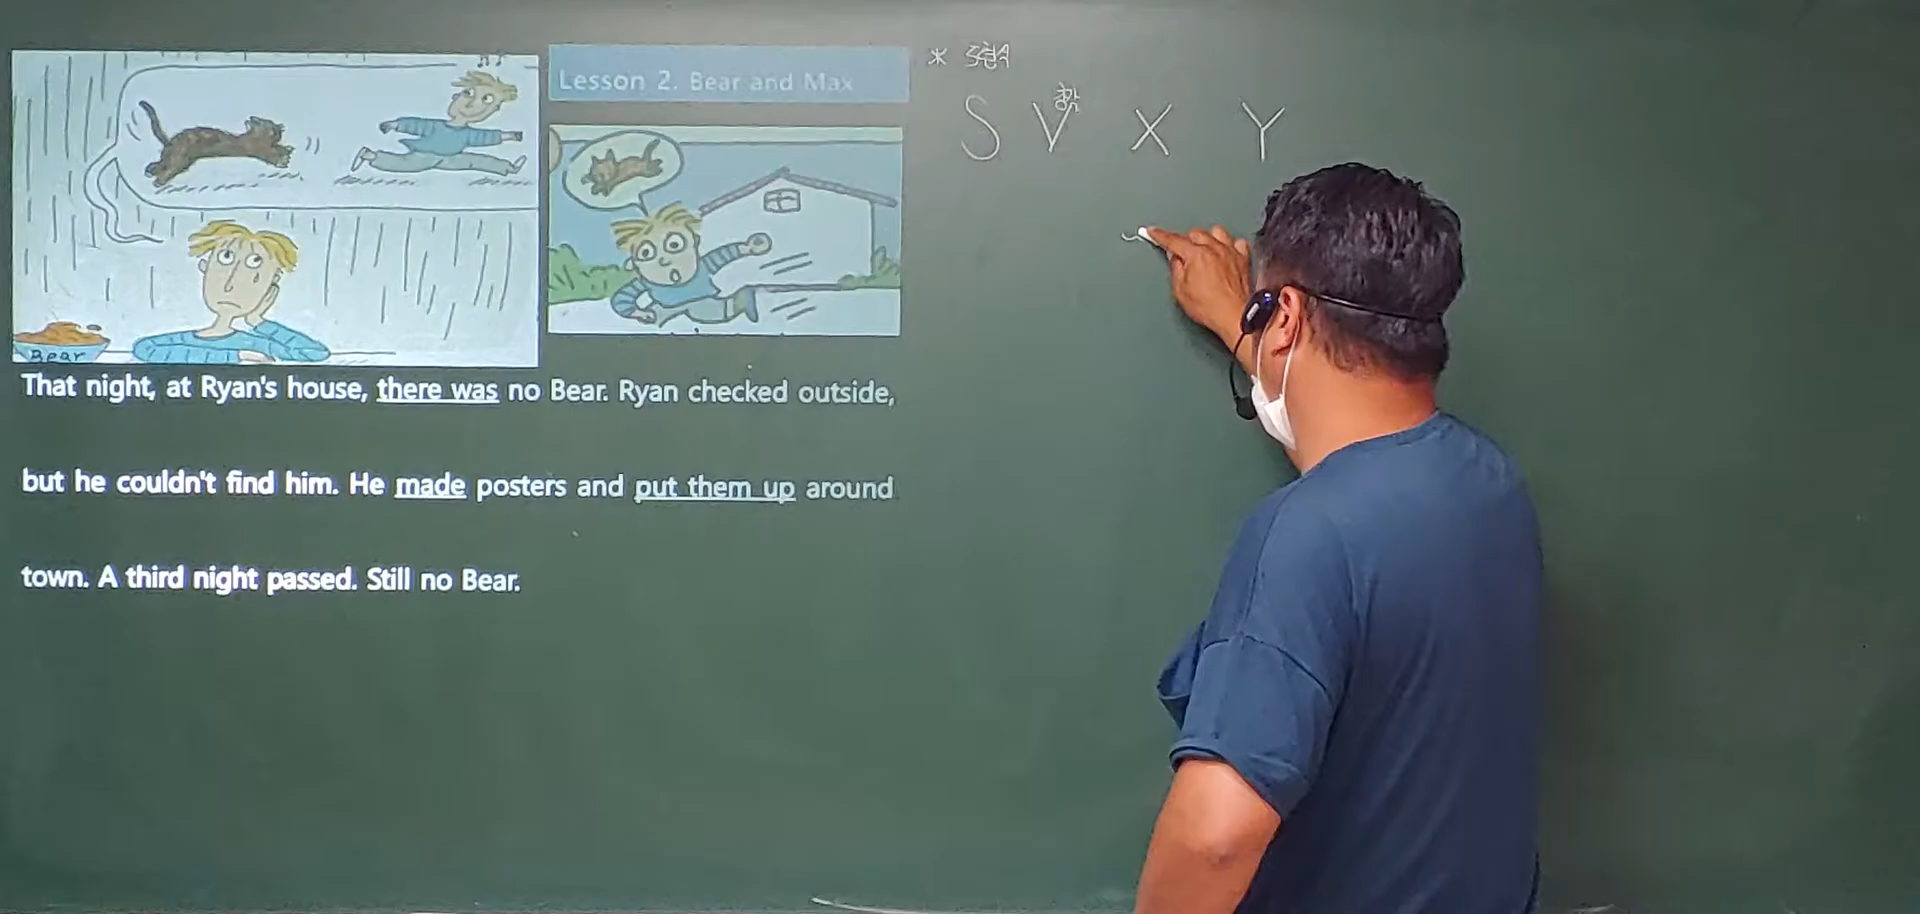 Lesson 2. Bear and Max
* 5형식
S V X Y
Bear
That night, at Ryan's house, there was no Bear. Ryan checked outside,
but he couldn't find him. He made posters and put them up around
town. A third night passed. Still no Bear.